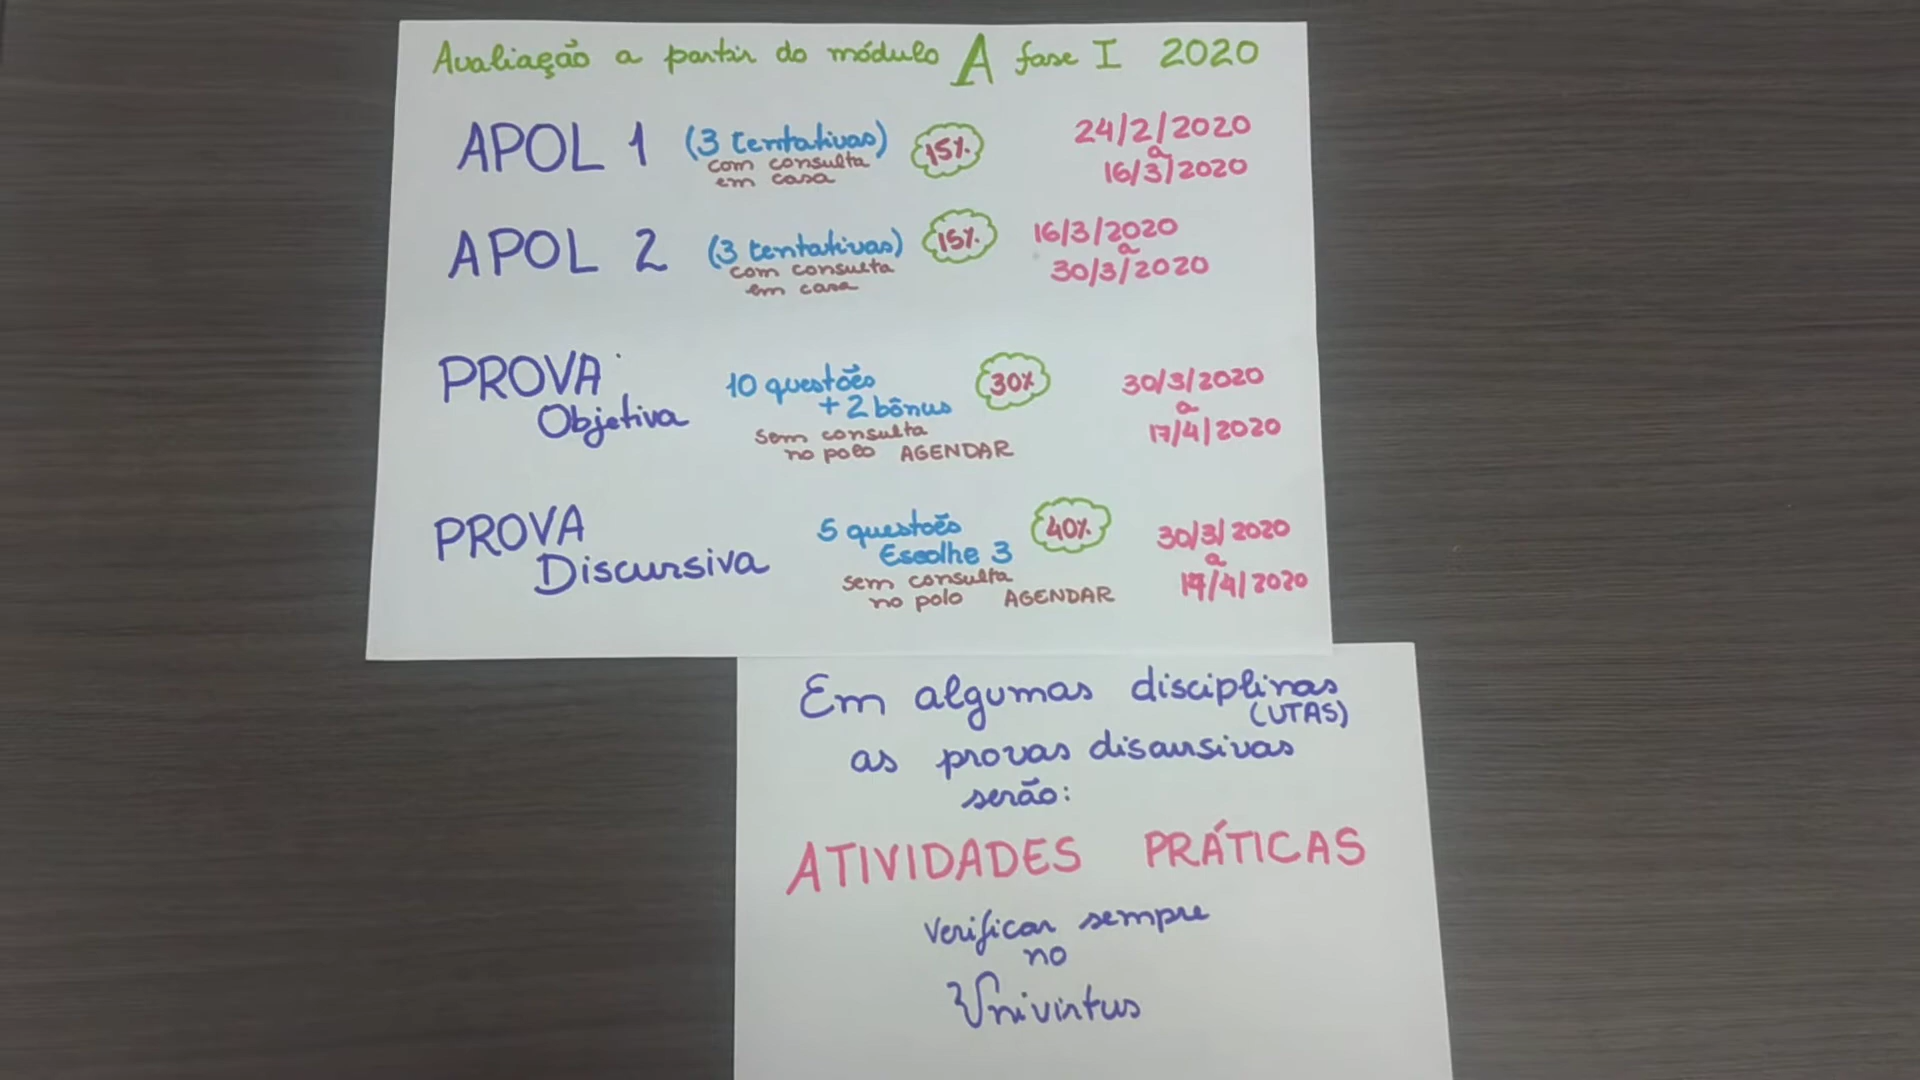 Avaliação a partir do módulo A fase I 2020
APOL 1 (3 tentativas) 15% 24/2/2020
com consulta a
em casa 16/3/2020
APOL 2 (3 tentativas) 15% 16/3/2020
com consulta a
em casa 30/3/2020
PROVA 10 questões 30% 30/3/2020
Objetiva + 2 bônus a
sem consulta 17/4/2020
no polo AGENDAR
PROVA 5 questões 40% 30/3/2020
Discursiva Escolhe 3 a
sem consulta 17/4/2020
no polo AGENDAR
Em algumas disciplinas
(UTAS)
as provas discursivas
serão:
ATIVIDADES PRÁTICAS
Verificar sempre
no
Univirtus